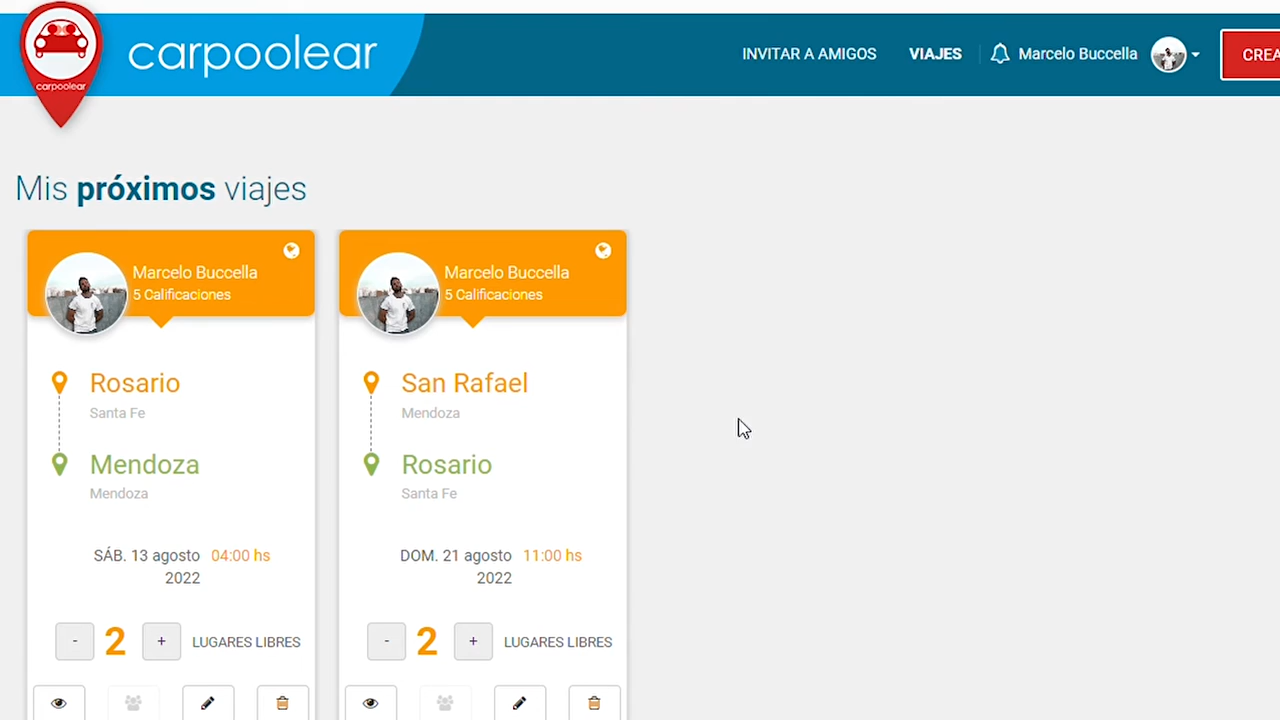 carpoolear
carpoolear
INVITAR A AMIGOS
VIAJES
Marcelo Buccella
CREA
Mis próximos viajes
Marcelo Buccella
5 Calificaciones
Rosario
Santa Fe
Mendoza
Mendoza
SÁB. 13 agosto 04:00 hs
2022
- 2 + LUGARES LIBRES
Marcelo Buccella
5 Calificaciones
San Rafael
Mendoza
Rosario
Santa Fe
DOM. 21 agosto 11:00 hs
2022
- 2 + LUGARES LIBRES